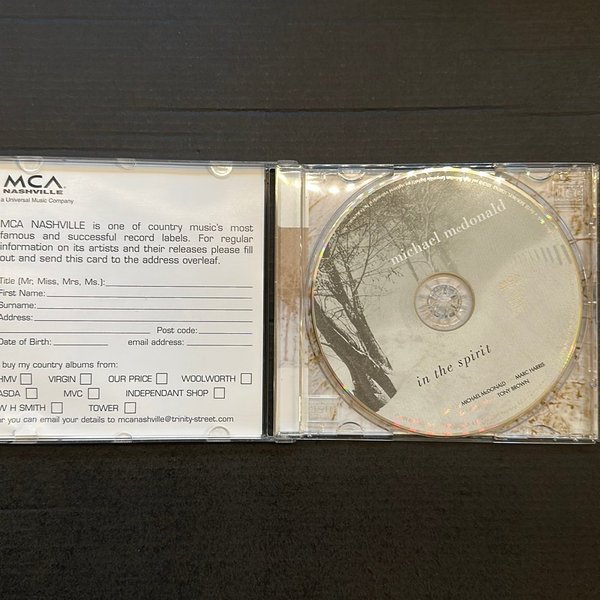 MCA
NASHVILLE
a Universal Music Company
MCA NASHVILLE is one of country music's most
famous and successful record labels. For regular
information on its artists and their releases please fill
out and send this card to the address overleaf.
Title (Mr, Miss, Mrs, Ms.):
First Name:
Surname:
Address:
Post code:
Date of Birth: email address:
buy my country albums from:
HMV VIRGIN OUR PRICE WOOLWORTH
ASDA MVC INDEPENDANT SHOP
W H SMITH TOWER
or you can email your details to mcanashville@trinity-street.com
michael mcdonald
in the spirit
MICHAEL McDONALD MARC HARRIS
TONY BROWN